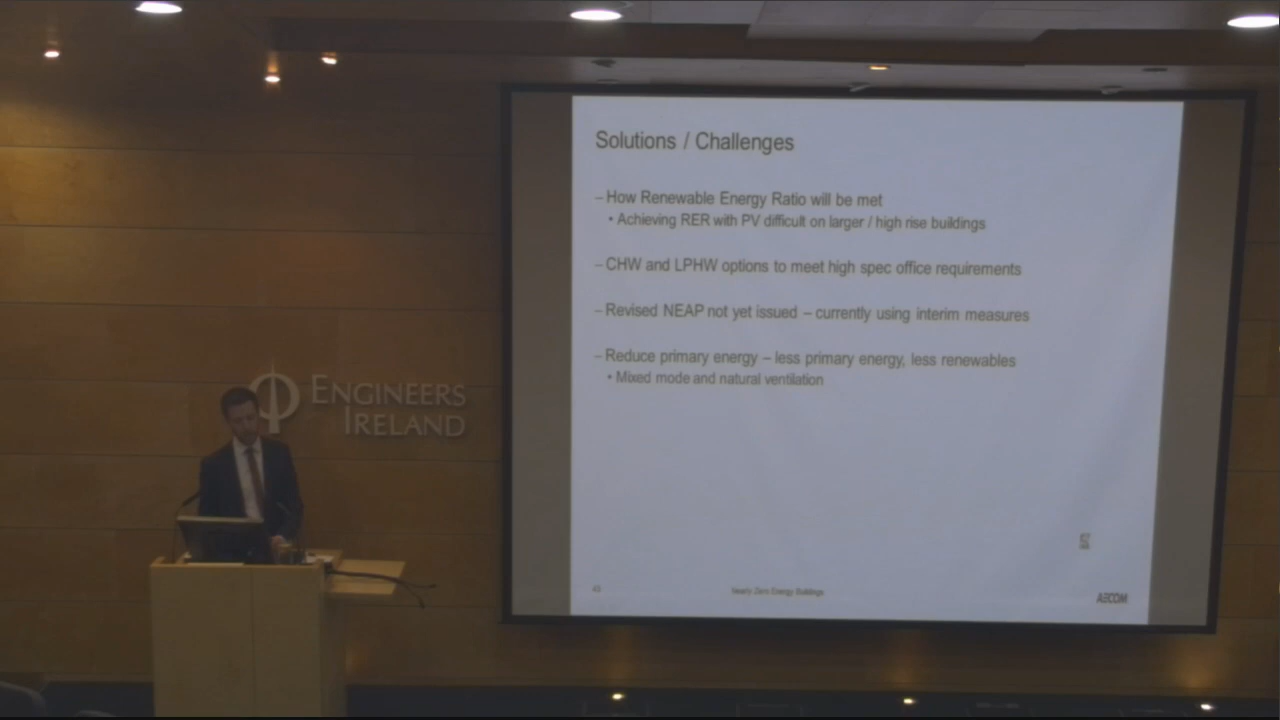 Solutions / Challenges
– How Renewable Energy Ratio will be met
• Achieving RER with PV difficult on larger / high rise buildings
– CHW and LPHW options to meet high spec office requirements
– Revised NEAP not yet issued – currently using interim measures
– Reduce primary energy – less primary energy, less renewables
• Mixed mode and natural ventilation
Nearly Zero Energy Buildings
AECOM
ENGINEERS
IRELAND